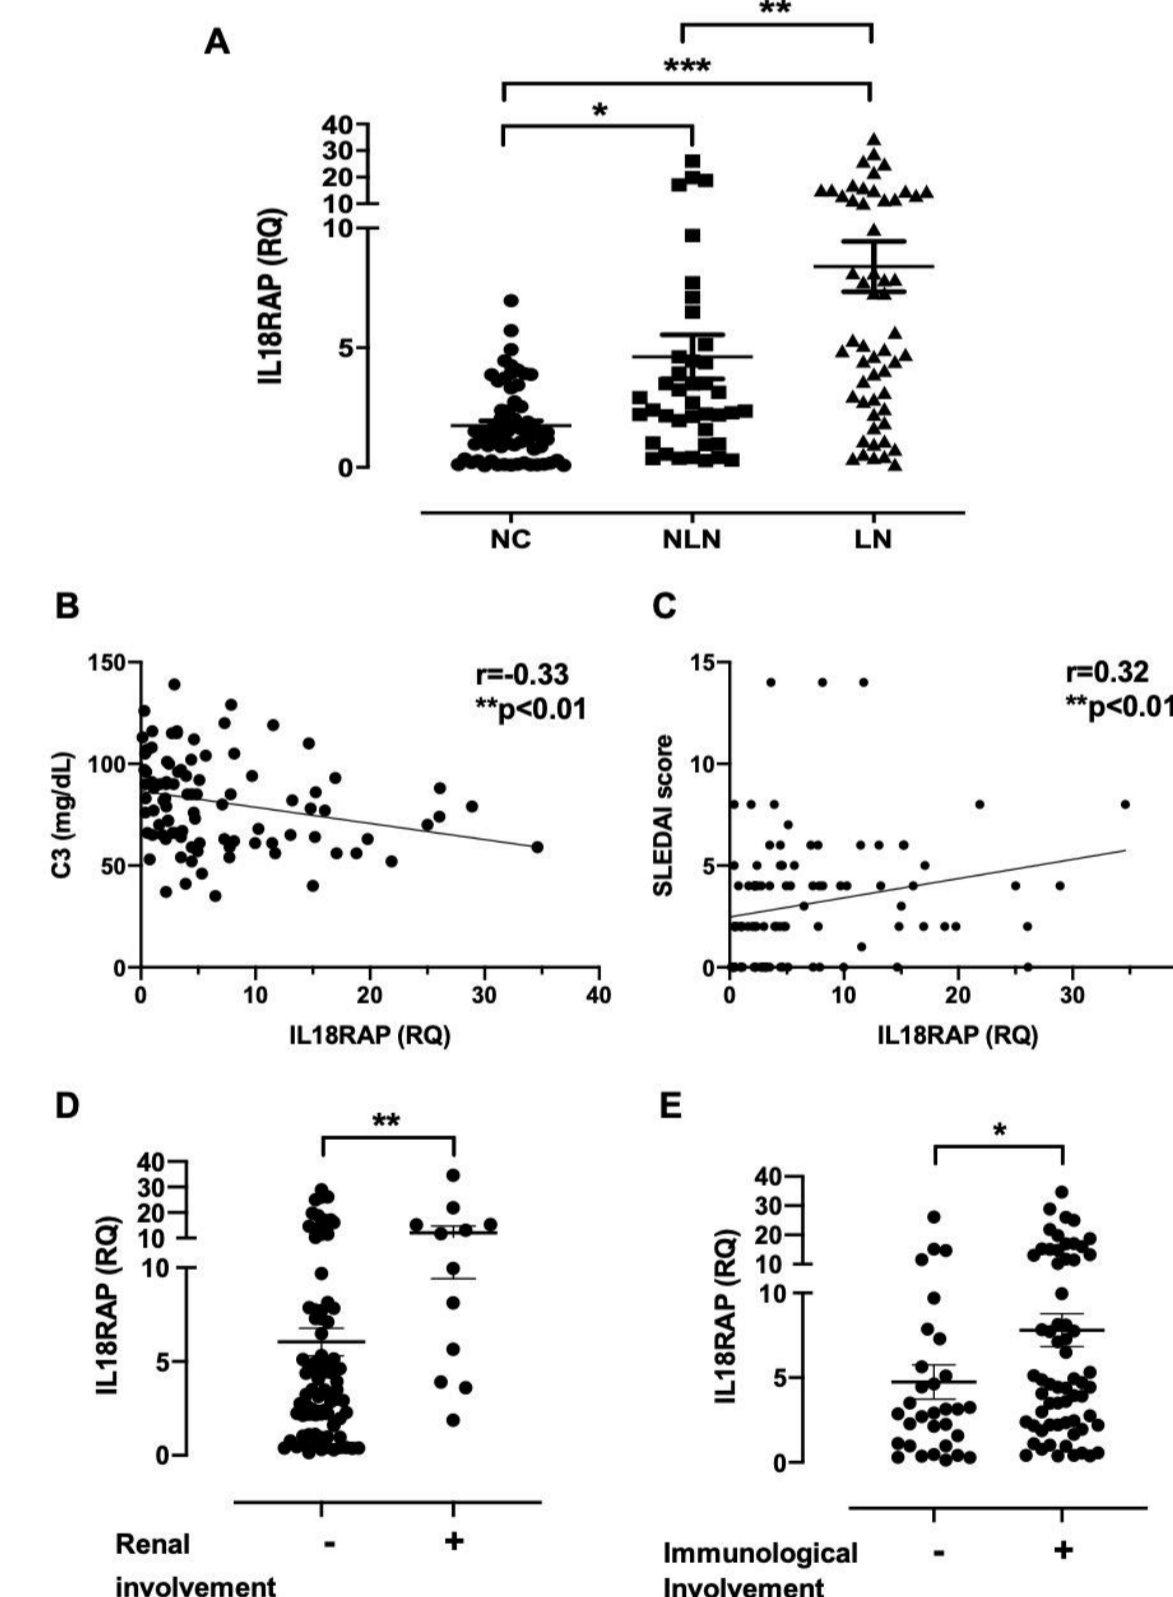 A
**
***
*
40
30
20
10
10
5
0
IL18RAP (RQ)
NC NLN LN
B
150
100
50
0
C3 (mg/dL)
r=-0.33
**p<0.01
0 10 20 30 40
IL18RAP (RQ)
C
15
10
5
0
SLEDAI score
r=0.32
**p<0.01
0 10 20 30
IL18RAP (RQ)
D
**
40
30
20
10
10
5
0
IL18RAP (RQ)
Renal - +
involvement
E
*
40
30
20
10
10
5
0
IL18RAP (RQ)
Immunological - +
Involvement